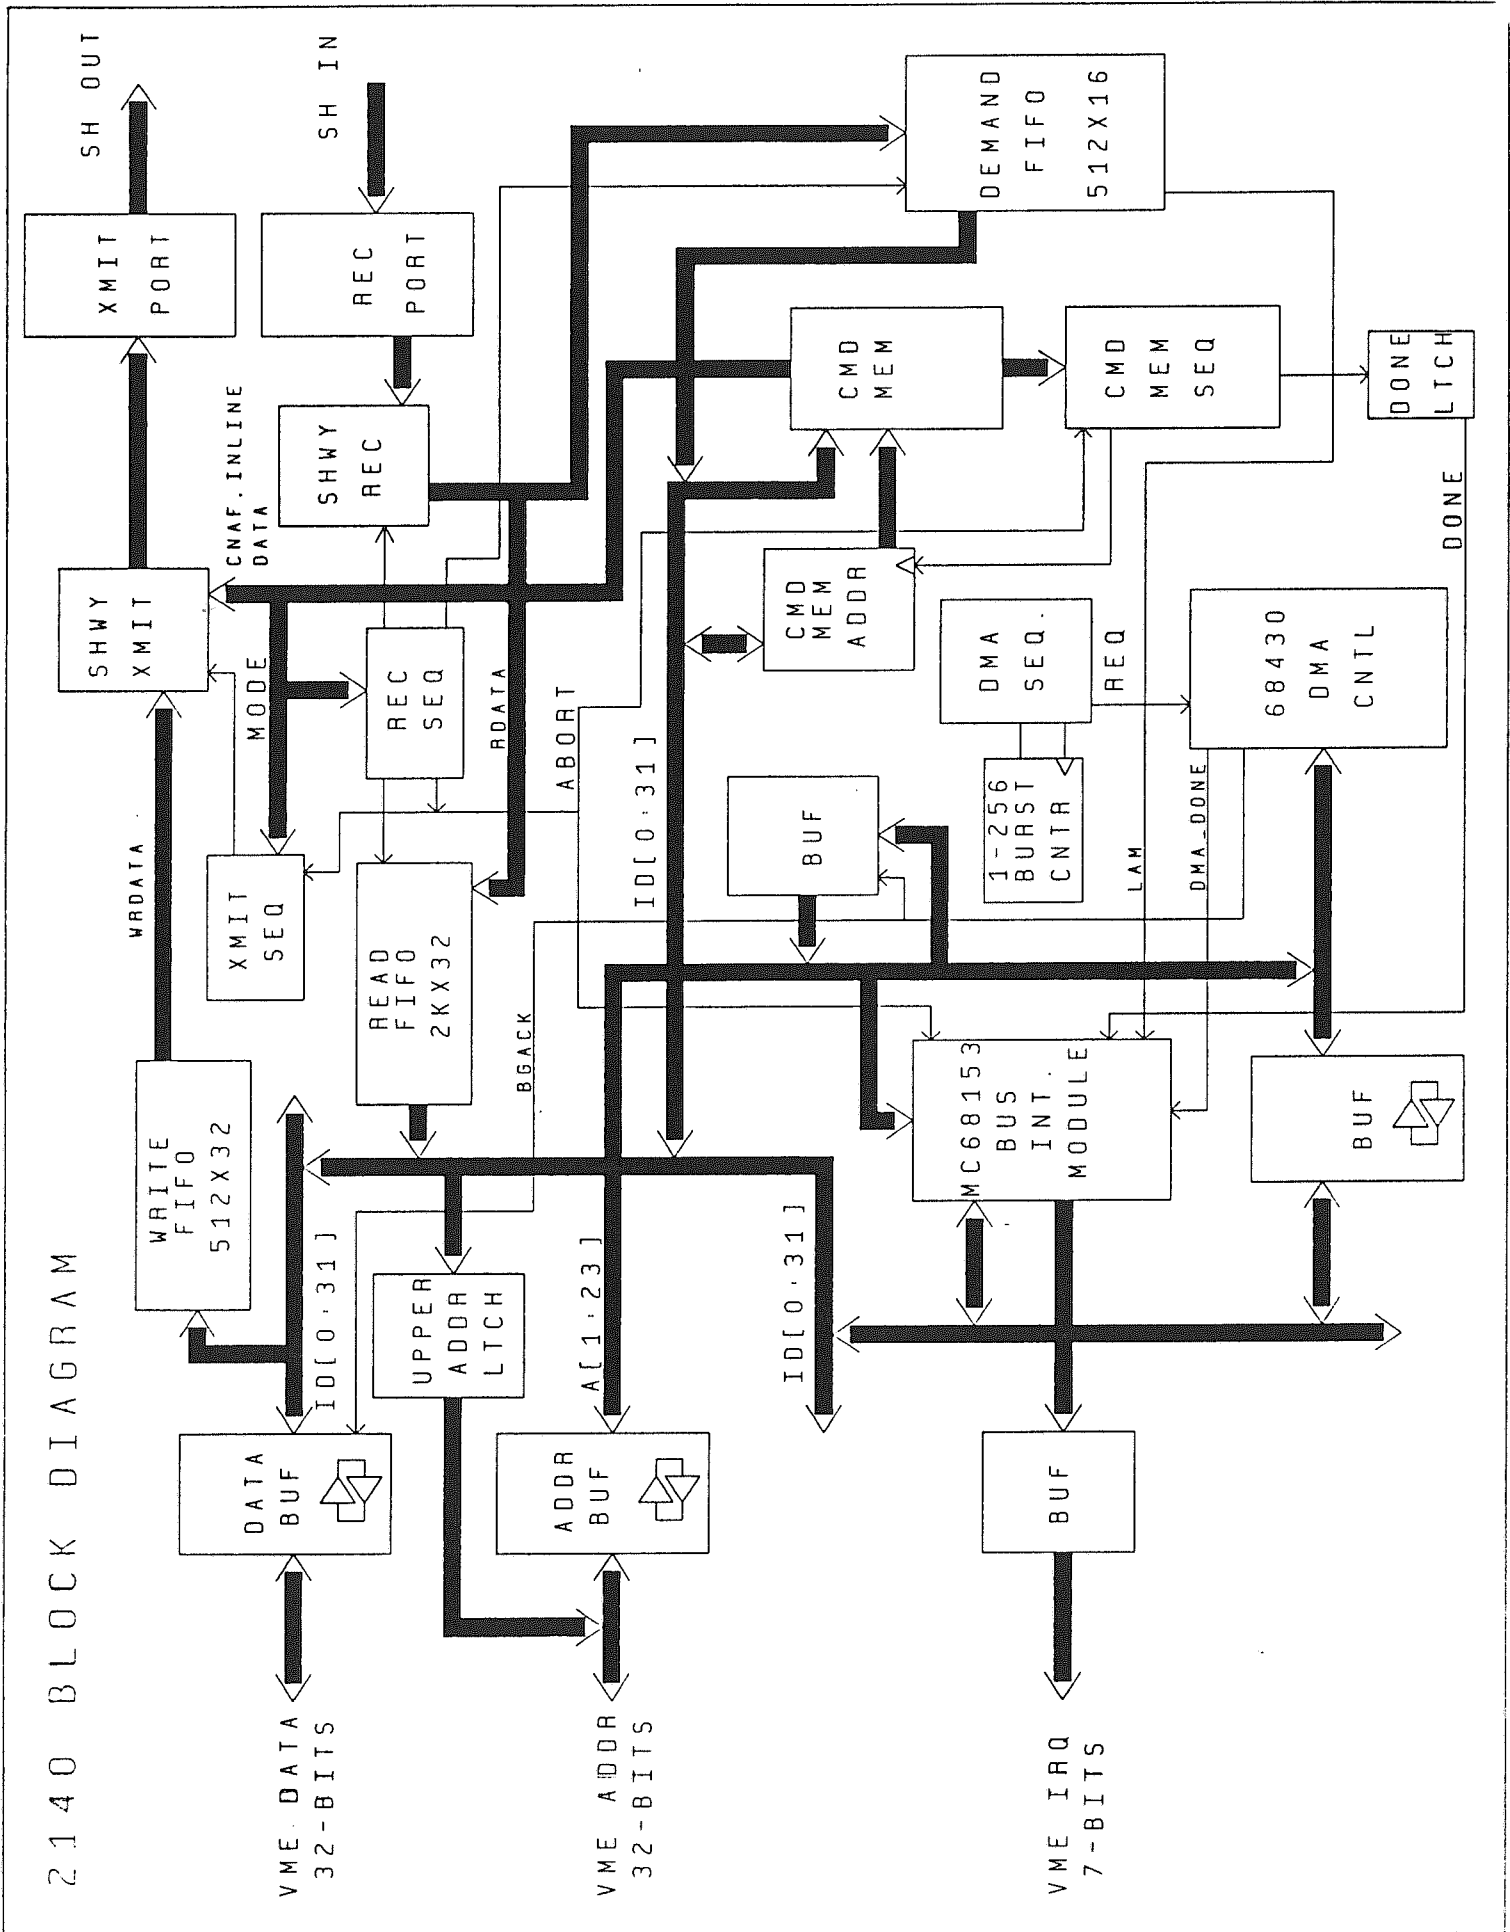 2140 BLOCK DIAGRAM
VME DATA
32-BITS
VME ADDR
32-BITS
VME IRQ
7-BITS
DATA
BUF
ADDR
BUF
BUF
WRITE
FIFO
512X32
ID[0:31]
UPPER
ADDR
LTCH
A[1:23]
ID[0:31]
READ
FIFO
2KX32
BGACK
MC68153
BUS
INT.
MODULE
BUF
WRDATA
XMIT
SEQ
MODE
REC
SEQ
RDATA
ABORT
ID[0:31]
BUF
1-256
BURST
CNTR
DMA
SEQ.
REQ
LAM
DMA_DONE
68430
DMA
CNTL
SHWY
XMIT
CNAF.INLINE
DATA
SHWY
REC
CMD
MEM
ADDR
CMD
MEM
CMD
MEM
SEQ
DONE
LTCH
DONE
XMIT
PORT
REC
PORT
SH OUT
SH IN
DEMAND
FIFO
512X16